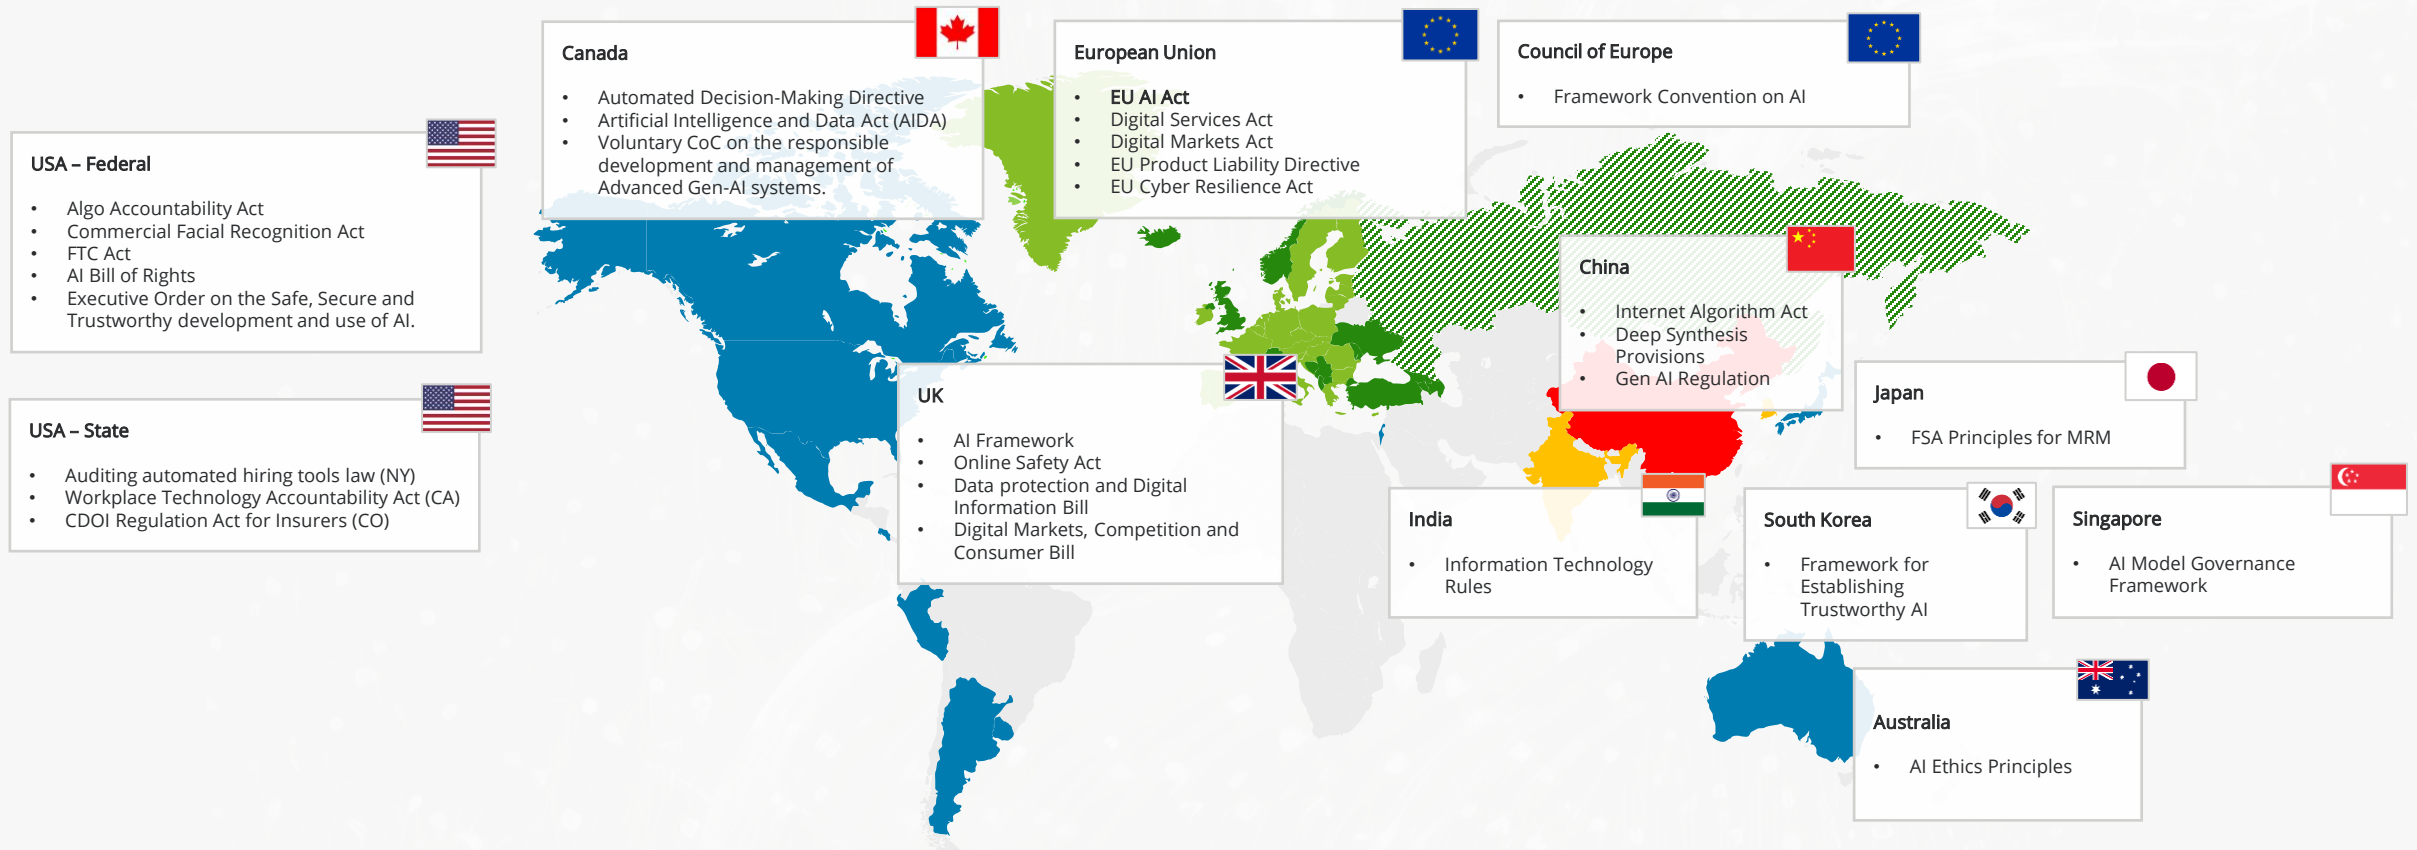 Canada
• Automated Decision-Making Directive
• Artificial Intelligence and Data Act (AIDA)
• Voluntary CoC on the responsible
development and management of
Advanced Gen-AI systems.
European Union
• EU AI Act
• Digital Services Act
• Digital Markets Act
• EU Product Liability Directive
• EU Cyber Resilience Act
Council of Europe
• Framework Convention on AI
USA – Federal
• Algo Accountability Act
• Commercial Facial Recognition Act
• FTC Act
• AI Bill of Rights
• Executive Order on the Safe, Secure and
Trustworthy development and use of AI.
China
• Internet Algorithm Act
• Deep Synthesis
Provisions
• Gen AI Regulation
USA – State
• Auditing automated hiring tools law (NY)
• Workplace Technology Accountability Act (CA)
• CDOI Regulation Act for Insurers (CO)
UK
• AI Framework
• Online Safety Act
• Data protection and Digital
Information Bill
• Digital Markets, Competition and
Consumer Bill
Japan
• FSA Principles for MRM
India
• Information Technology
Rules
South Korea
• Framework for
Establishing
Trustworthy AI
Singapore
• AI Model Governance
Framework
Australia
• AI Ethics Principles